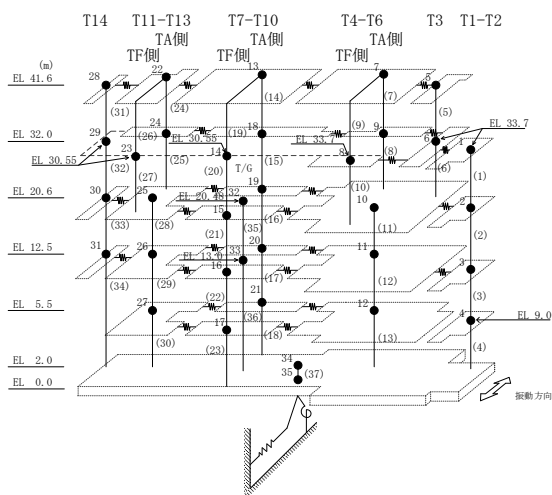 T14 T11-T13 T7-T10 T4-T6 T3 T1-T2
TA側 TA側 TA側
TF側 TF側 TF側
(m)
EL 41.6 28 22 13 7 5
(31) (24) (14) (7) (5)
EL 32.0 29 24 18 9 6 1 EL 33.7
(26) (19) (9)
23 EL 30.55 14 EL 33.7 8
EL 30.55 (32) (25) (20) T/G (15) (8) (6) (1)
(27) (10)
EL 20.6 30 25 EL 20.48 32 19 10 2
15
(33) (28) (35) (16) (11) (2)
(21)
EL 12.5 31 26 EL 13.0 33 20 11 3
16
(34) (29) (17) (12) (3)
EL 5.5 27 (22) 21 12 4 EL 9.0
17 (36)
(30) (18) (13) (4)
(23)
EL 2.0 34
EL 0.0 35 (37)
振動方向